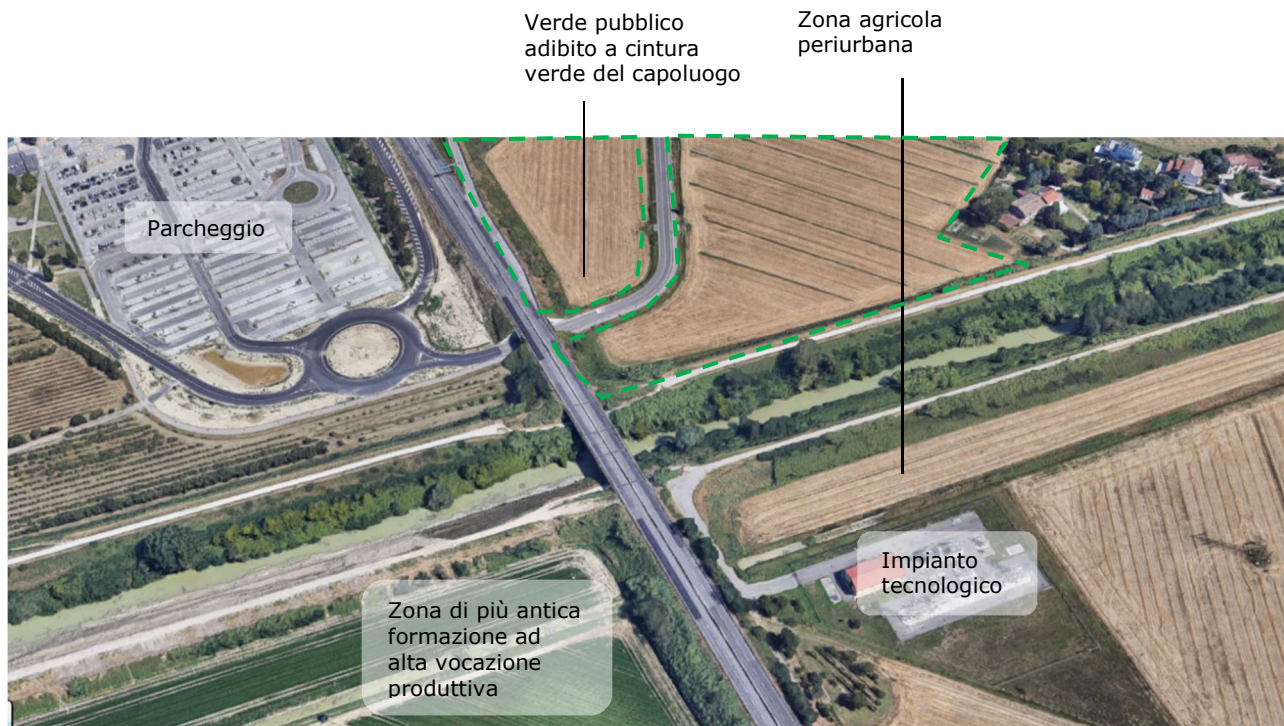 Verde pubblico
adibito a cintura
verde del capoluogo
Zona agricola
periurbana
Parcheggio
Impianto
tecnologico
Zona di più antica
formazione ad
alta vocazione
produttiva